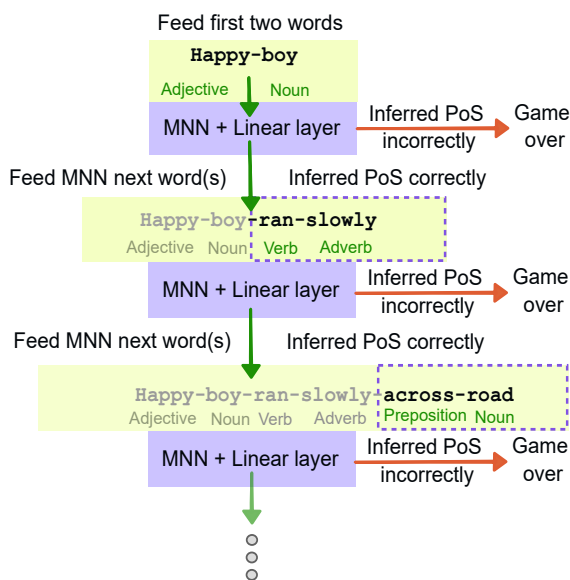 Feed first two words
Happy-boy
Adjective Noun
MNN + Linear layer
Inferred PoS
incorrectly
Game
over
Feed MNN next word(s)
Inferred PoS correctly
Happy-boy-ran-slowly
Adjective Noun Verb Adverb
MNN + Linear layer
Inferred PoS
incorrectly
Game
over
Feed MNN next word(s)
Inferred PoS correctly
Happy-boy-ran-slowly-across-road
Adjective Noun Verb Adverb Preposition Noun
MNN + Linear layer
Inferred PoS
incorrectly
Game
over